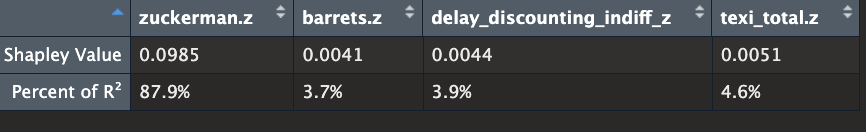 zuckerman.z barrets.z delay_discounting_indiff_z texi_total.z
Shapley Value 0.0985 0.0041 0.0044 0.0051
Percent of R² 87.9% 3.7% 3.9% 4.6%